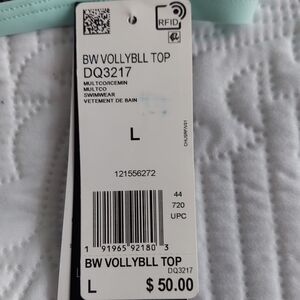 RFID
BW VOLLYBLL TOP
DQ3217
MULTCO/ICEMIN
MULTCO
SWIMWEAR
VETEMENT DE BAIN
L
121556272
44
720
UPC
1 91965 92180 3
BW VOLLYBLL TOP
DQ3217
L $ 50.00